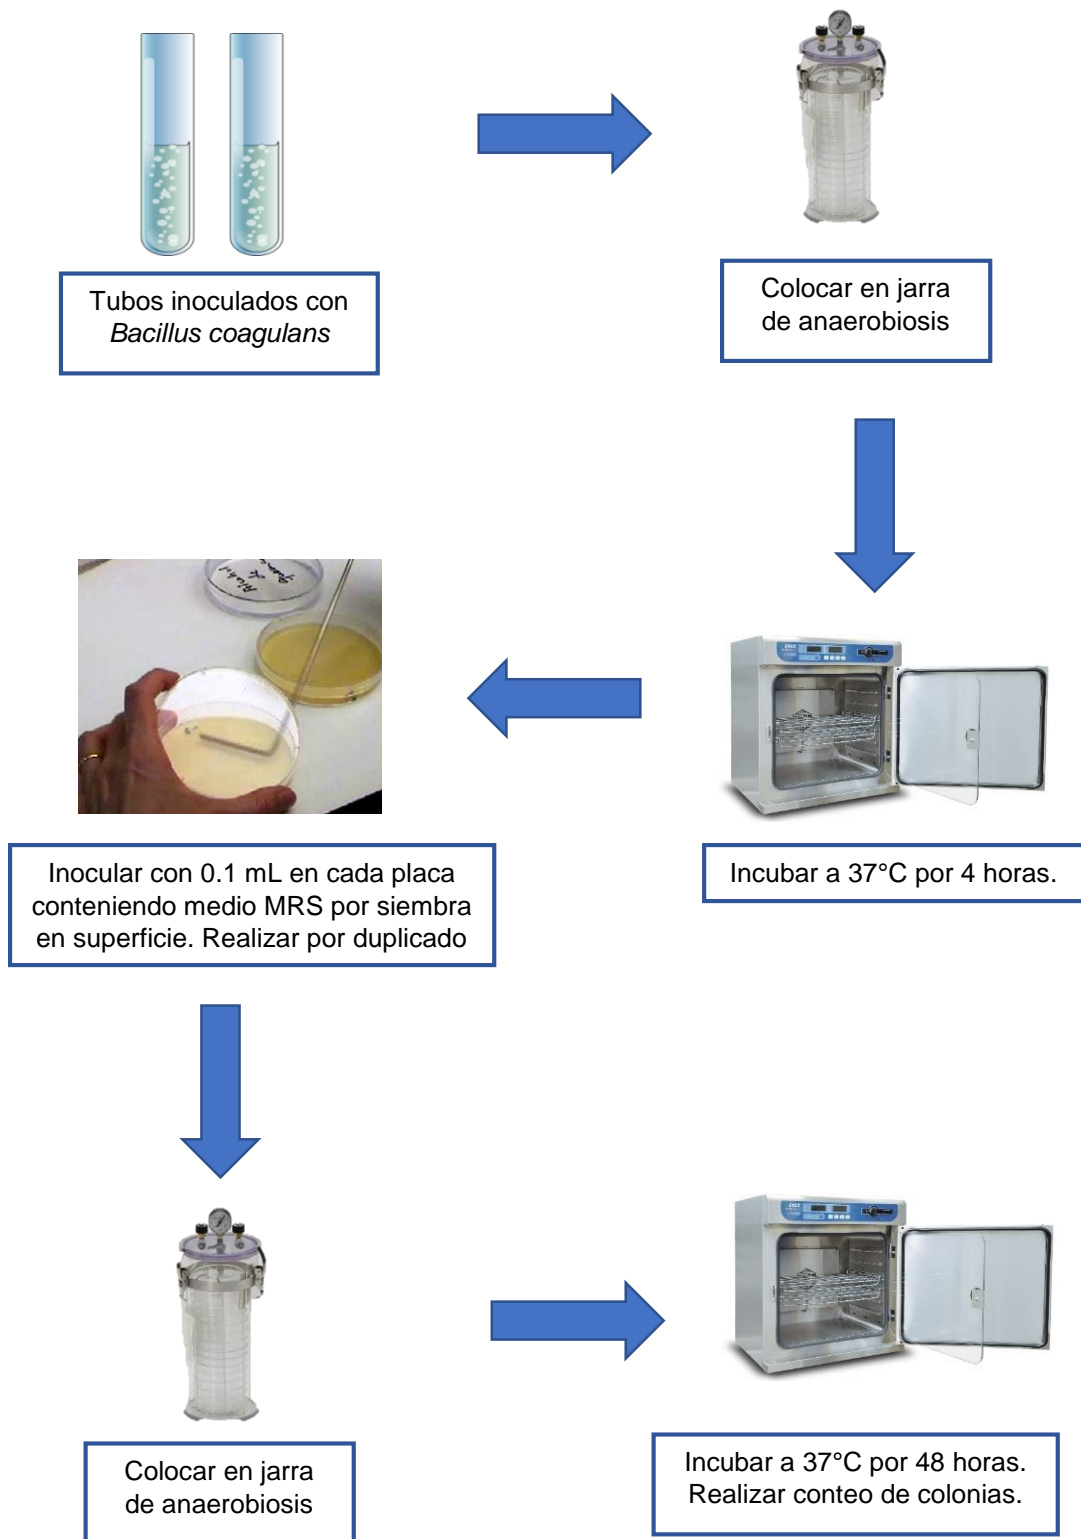 Tubos inoculados con
Bacillus coagulans
Colocar en jarra
de anaerobiosis
Incubar a 37°C por 4 horas.
Inocular con 0.1 mL en cada placa
conteniendo medio MRS por siembra
en superficie. Realizar por duplicado
Colocar en jarra
de anaerobiosis
Incubar a 37°C por 48 horas.
Realizar conteo de colonias.